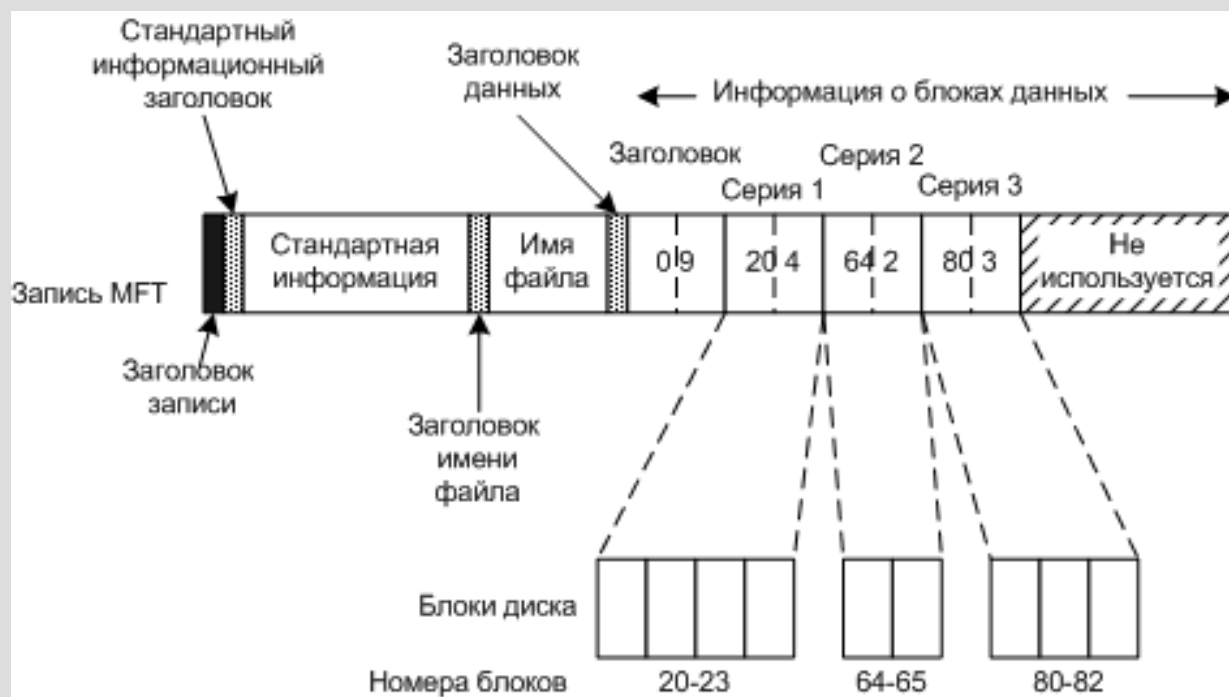 Стандартный
информационный
заголовок
Заголовок
данных
Информация о блоках данных
Заголовок
Серия 1
Серия 2
Серия 3
Запись MFT
Стандартная
информация
Имя
файла
0 9
20 4
64 2
80 3
Не
используется
Заголовок
записи
Заголовок
имени
файла
Блоки диска
Номера блоков
20-23
64-65
80-82